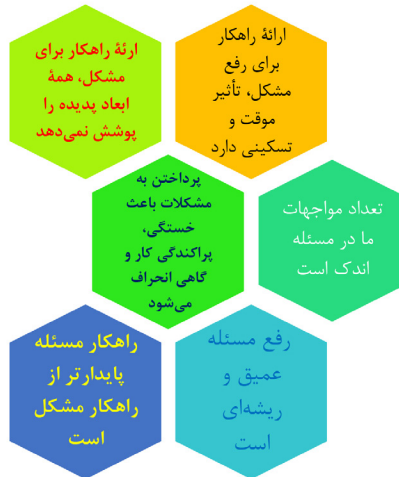 ارائهٔ راهکار
برای رفع
مشکل، تأثیر
موقت و
تسکینی دارد
ارئهٔ راهکار برای
مشکل، همهٔ
ابعاد پدیده را
پوشش نمی‌دهد
تعداد مواجهات
ما در مسئله
اندک است
پرداختن به
مشکلات باعث
خستگی،
پراکندگی کار و
گاهی انحراف
می‌شود
رفع مسئله
عمیق و
ریشه‌ای
است
راهکار مسئله
پایدارتر از
راهکار مشکل
است